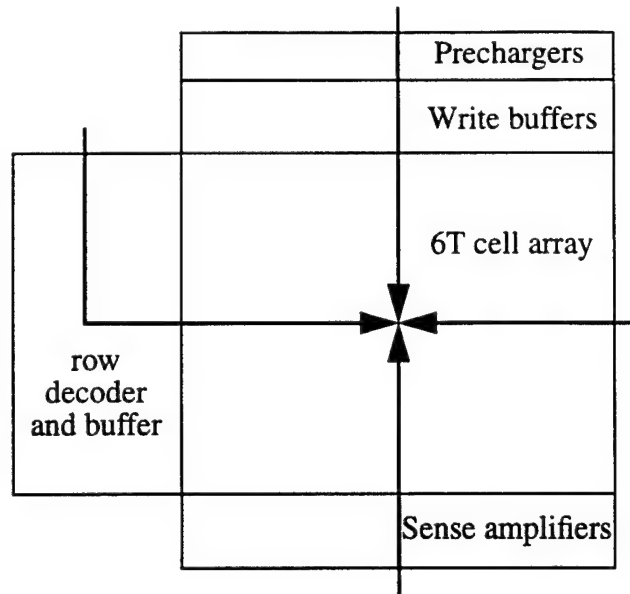 Prechargers
Write buffers
6T cell array
row
decoder
and buffer
Sense amplifiers